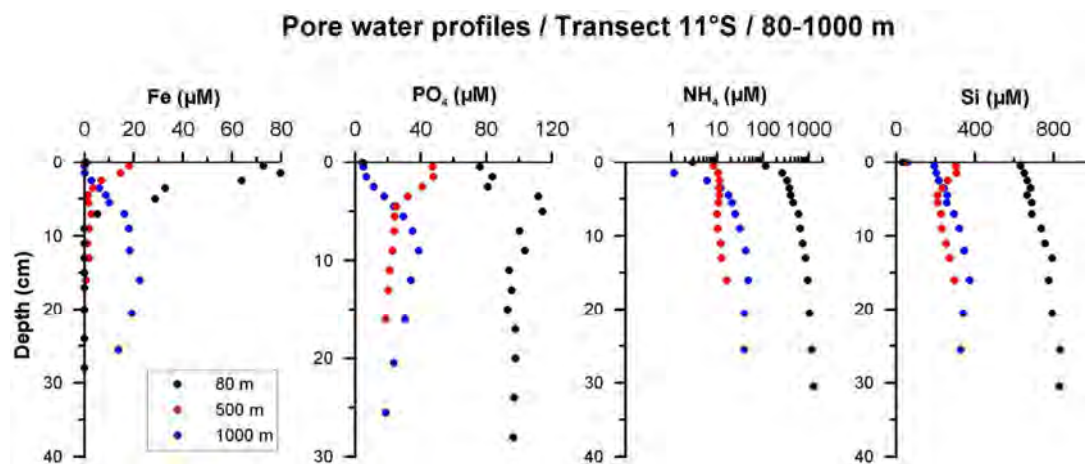 Pore water profiles / Transect 11°S / 80-1000 m
Fe (µM) PO₄ (µM) NH₄ (µM) Si (µM)
0 20 40 60 80 0 40 80 120 1 10 100 1000 0 400 800
0 0 0 0
10 10 10 10
20 20 20 20
30 30 30
40 30 40 40
Depth (cm)
80 m
500 m
1000 m